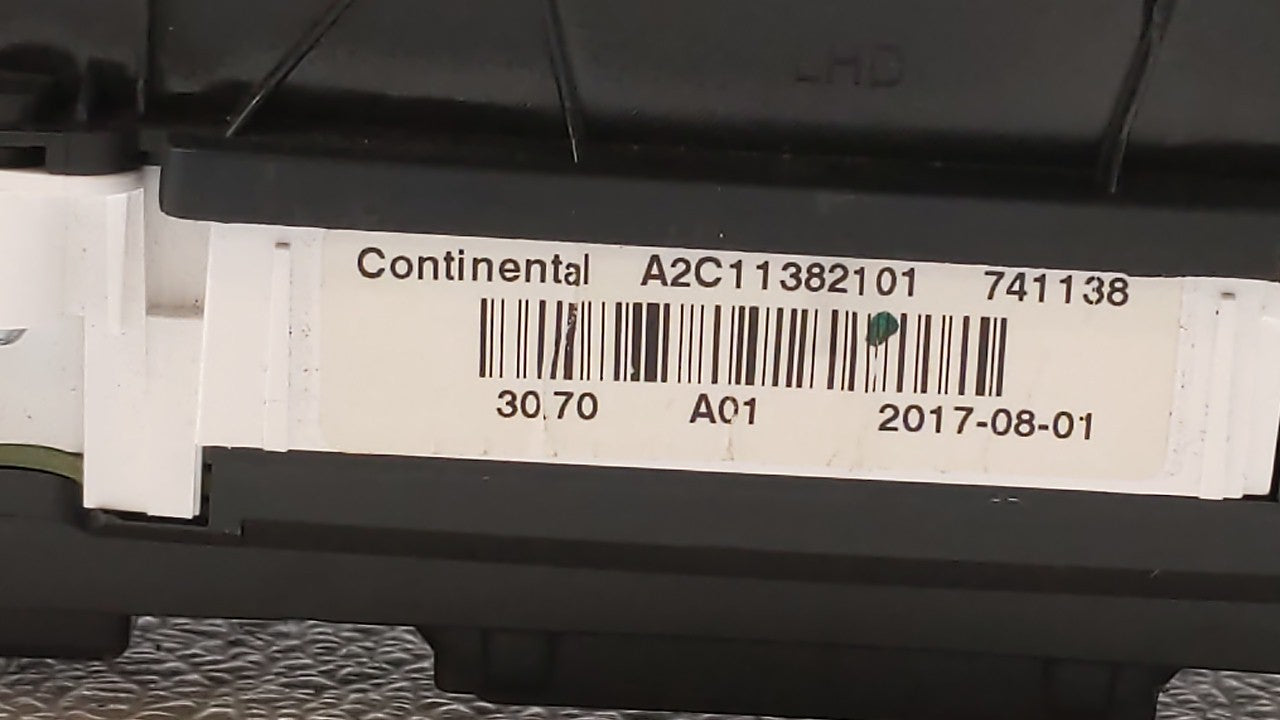 LHD
Continental A2C11382101 741138
30.70 A01 2017-08-01